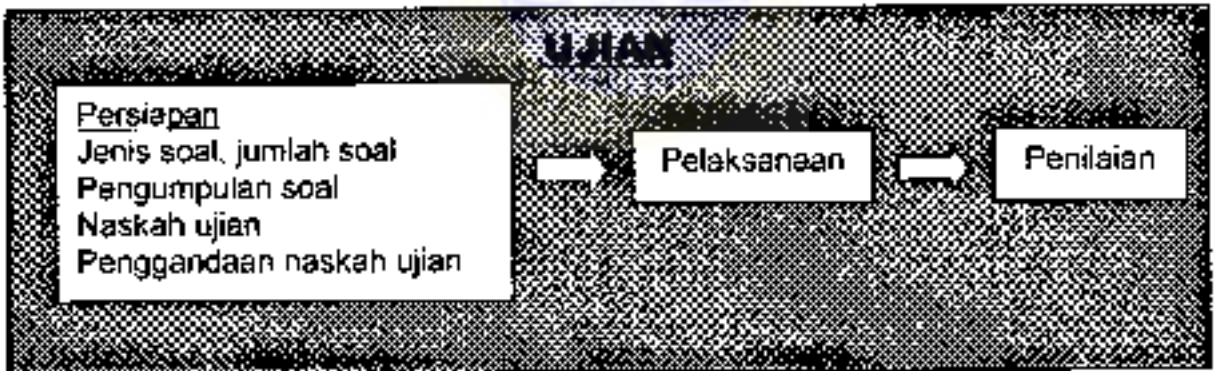 UJIAN
Persiapan
Jenis soal, jumlah soal
Pengumpulan soal
Naskah ujian
Penggandaan naskah ujian
Pelaksanaan
Penilaian